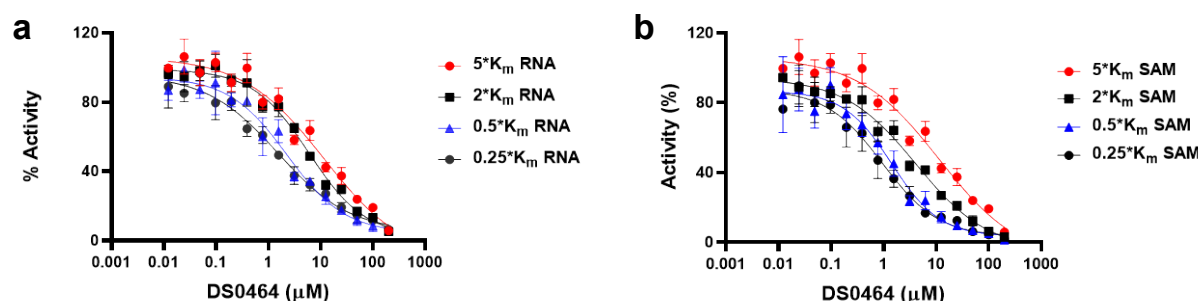 a
% Activity
120
80
40
0
0.001 0.01 0.1 1 10 100 1000
DS0464 (μM)
5*Km RNA
2*Km RNA
0.5*Km RNA
0.25*Km RNA
b
Activity (%)
120
80
40
0
0.001 0.01 0.1 1 10 100 1000
DS0464 (μM)
5*Km SAM
2*Km SAM
0.5*Km SAM
0.25*Km SAM